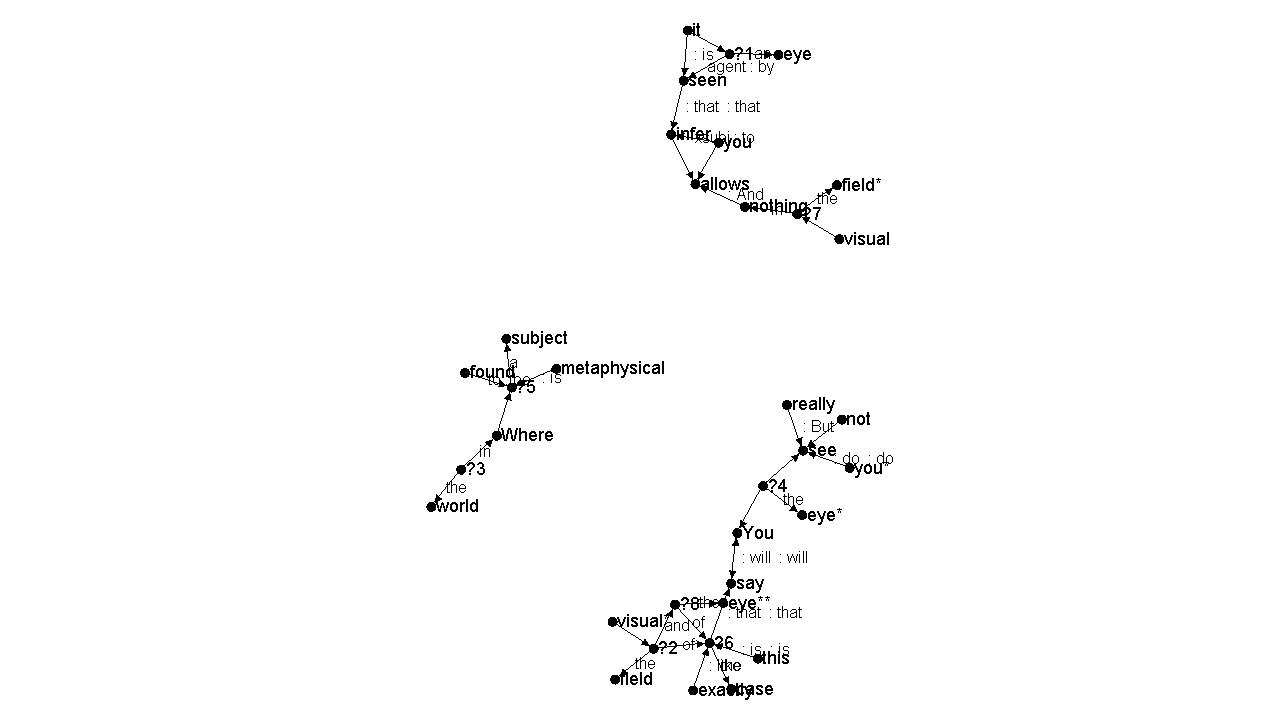 it
: is ?1 an eye
agent : by
seen
: that : that
infer xsubj : to
you
allows
: And
field*
the
nothing in ?7
visual
subject
a
found metaphysical
to the : is
?5
Where
in
?3
the
world
really
not
: But
see
: do : do
you*
?4
the
eye*
You
: will : will
say
?8 the eye**
: that : that
visual*
and of
?2 of ?6
: is : is
the this
: like the
field
exactly case